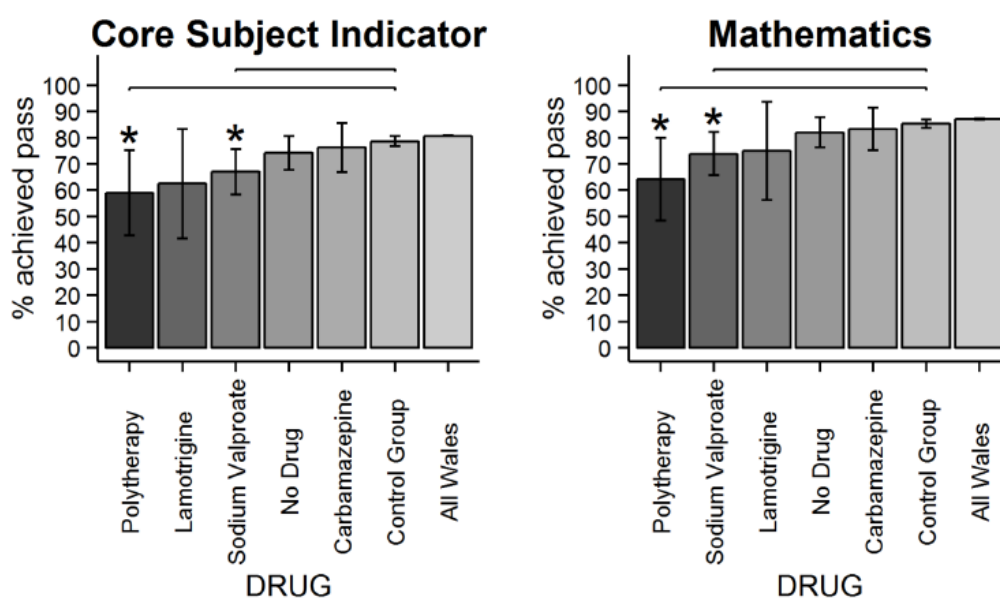 Core Subject Indicator
% achieved pass
100
90
80
70
60
50
40
30
20
10
0
*
*
Polytherapy
Lamotrigine
Sodium Valproate
No Drug
Carbamazepine
Control Group
All Wales
DRUG
Mathematics
% achieved pass
100
90
80
70
60
50
40
30
20
10
0
*
*
Polytherapy
Sodium Valproate
Lamotrigine
No Drug
Carbamazepine
Control Group
All Wales
DRUG